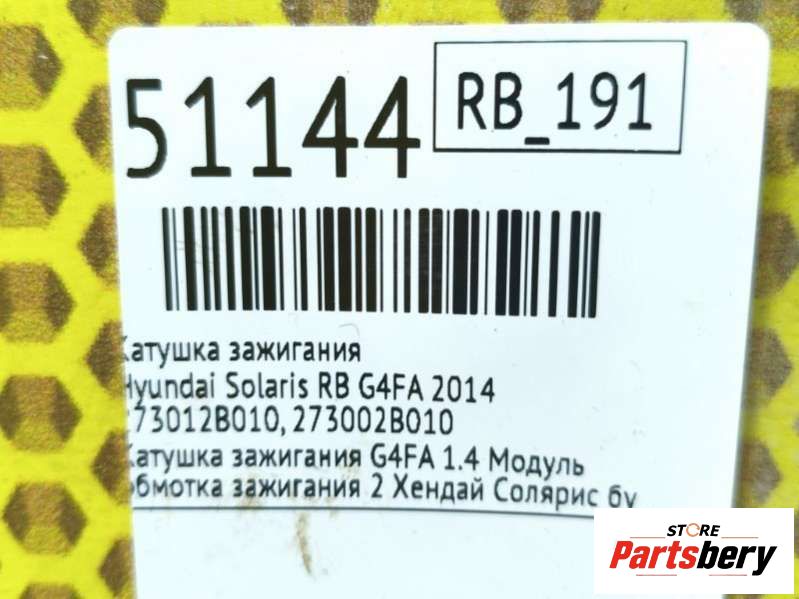 51144
RB_191
Катушка зажигания
Hyundai Solaris RB G4FA 2014
273012B010, 273002B010
Катушка зажигания G4FA 1.4 Модуль
обмотка зажигания 2 Хендай Солярис бу
STORE
Partsbery